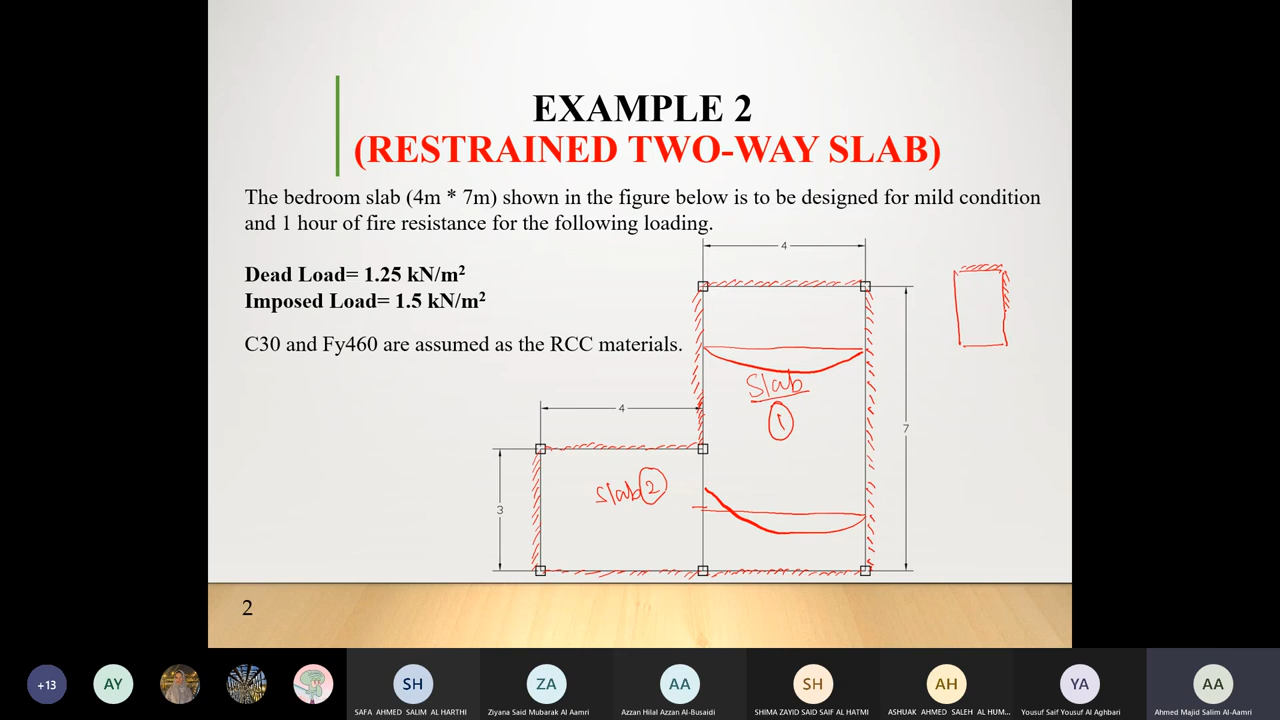 EXAMPLE 2
(RESTRAINED TWO-WAY SLAB)
The bedroom slab (4m * 7m) shown in the figure below is to be designed for mild condition
and 1 hour of fire resistance for the following loading.
4
Dead Load= 1.25 kN/m²
Imposed Load= 1.5 kN/m²
C30 and Fy460 are assumed as the RCC materials.
Slab
1
4
7
Slab 2
3
2
+13
AY
SH
ZA
AA
SH
AH
YA
AA
SAFA AHMED SALIM AL HARTHI
Ziyana Said Mubarak Al Aamri
Azzan Hilal Azzan Al-Busaidi
SHIMA ZAYID SAID SAIF AL HATMI
ASHUAK AHMED SALEH AL HUM...
Yousuf Saif Yousuf Al Aghbari
Ahmed Majid Salim Al-Aamri